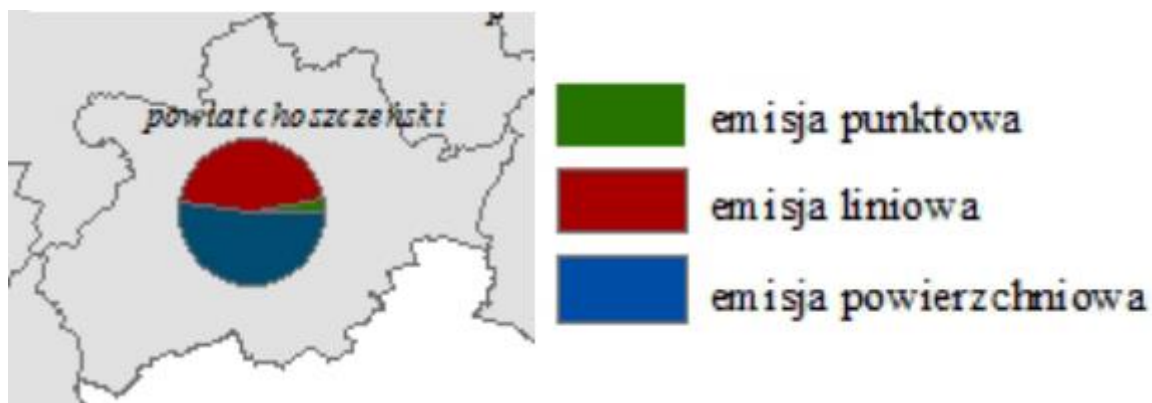 powiat choszczeński
emisja punktowa
emisja liniowa
emisja powierzchniowa